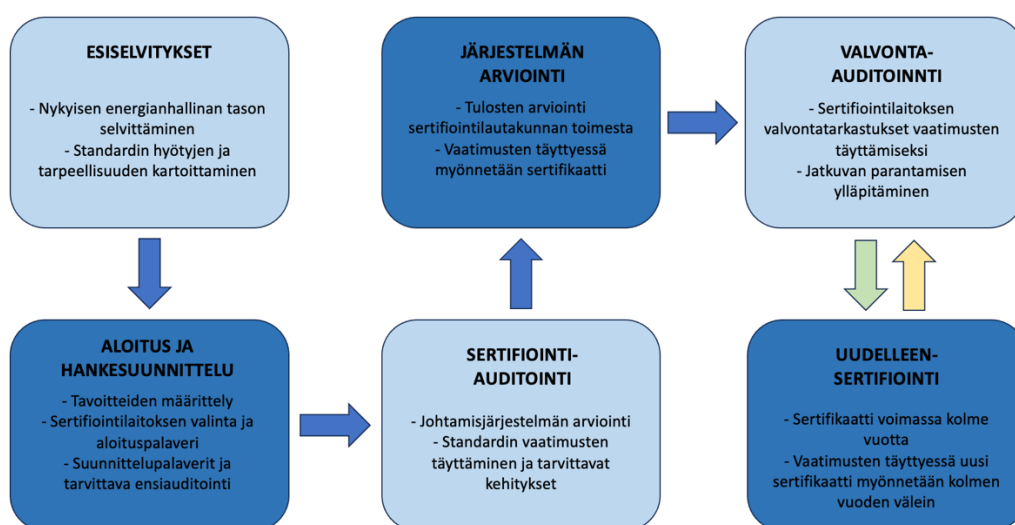 ESISELVITYKSET
- Nykyisen energianhallinan tason
selvittäminen
- Standardin hyötyjen ja
tarpeellisuuden kartoittaminen
ALOITUS JA
HANKESUUNNITTELU
- Tavoitteiden määrittely
- Sertifiointilaitoksen valinta ja
aloituspalaveri
- Suunnittelupalaverit ja
tarvittava ensiauditointi
SERTIFIOINTI-
AUDITOINTI
- Johtamisjärjestelmän arviointi
- Standardin vaatimusten
täyttäminen ja tarvittavat
kehitykset
JÄRJESTELMÄN
ARVIOINTI
- Tulosten arviointi
sertifiointilautakunnan toimesta
- Vaatimusten täyttyessä
myönnetään sertifikaatti
VALVONTA-
AUDITOINNTI
- Sertifiointilaitoksen
valvontatarkastukset vaatimusten
täyttämiseksi
- Jatkuvan parantamisen
ylläpitäminen
UUDELLEEN-
SERTIFIOINTI
- Sertifikaatti voimassa kolme
vuotta
- Vaatimusten täyttyessä uusi
sertifikaatti myönnetään kolmen
vuoden välein